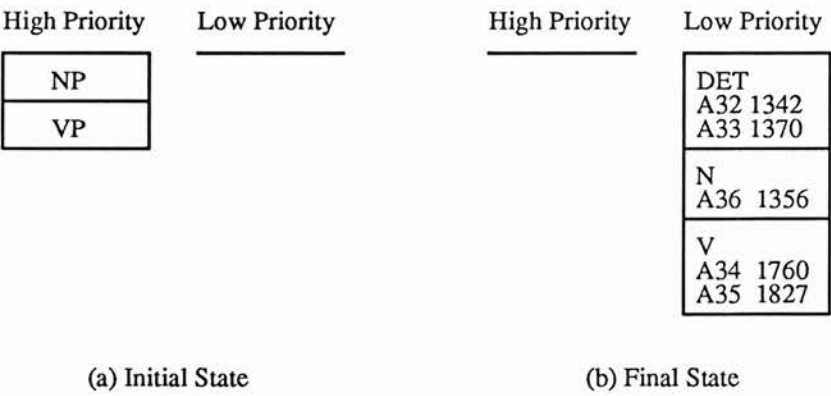 High Priority Low Priority
NP
VP
(a) Initial State
High Priority Low Priority
DET
A32 1342
A33 1370
N
A36 1356
V
A34 1760
A35 1827
(b) Final State